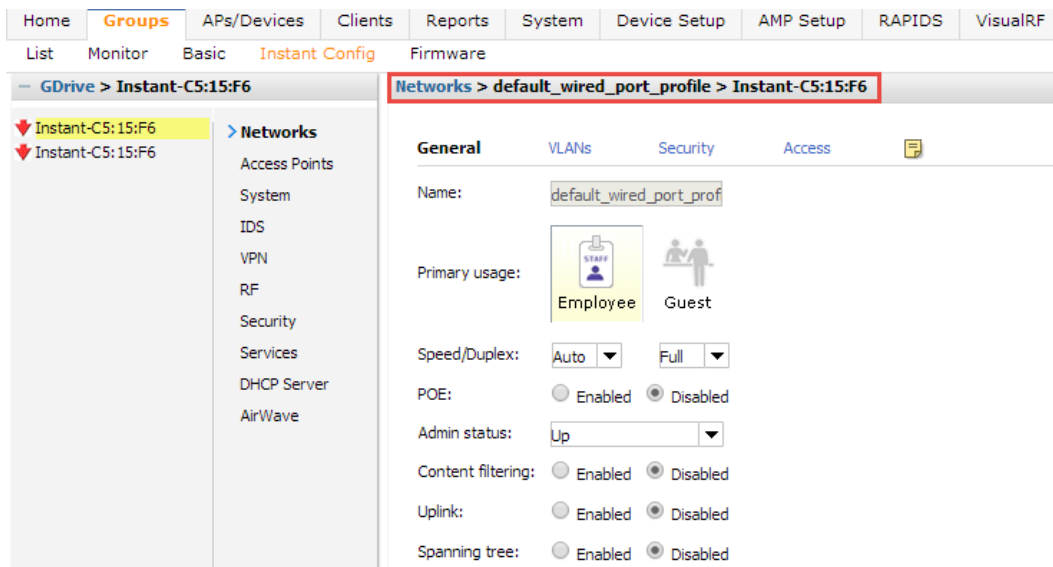 Home Groups APs/Devices Clients Reports System Device Setup AMP Setup RAPIDS VisualRF
List Monitor Basic Instant Config Firmware
GDrive > Instant-C5:15:F6
Instant-C5:15:F6
Instant-C5:15:F6
Networks
Access Points
System
IDS
VPN
RF
Security
Services
DHCP Server
AirWave
Networks > default_wired_port_profile > Instant-C5:15:F6
General VLANs Security Access
Name: default_wired_port_prof
Primary usage:
STAFF
Employee Guest
Speed/Duplex: Auto Full
POE: Enabled Disabled
Admin status: Up
Content filtering: Enabled Disabled
Uplink: Enabled Disabled
Spanning tree: Enabled Disabled